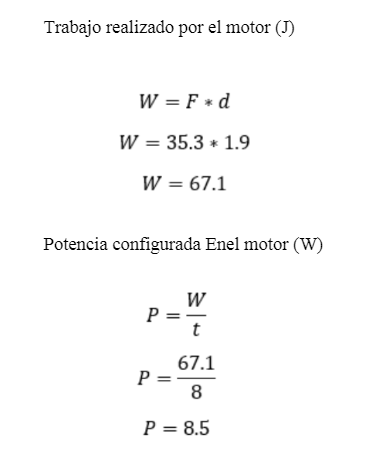 Trabajo realizado por el motor (J)
W = F * d
W = 35.3 * 1.9
W = 67.1
Potencia configurada Enel motor (W)
P = W/t
P = 67.1/8
P = 8.5